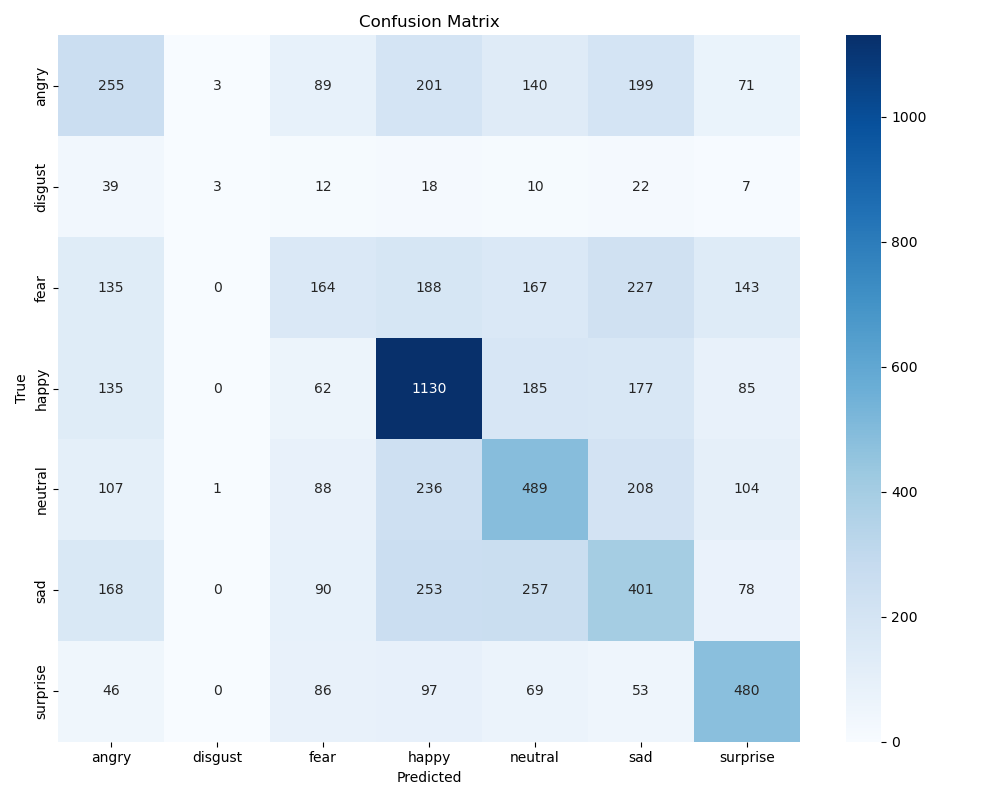 Confusion Matrix
angry 255 3 89 201 140 199 71
disgust 39 3 12 18 10 22 7
fear 135 0 164 188 167 227 143
happy 135 0 62 1130 185 177 85
neutral 107 1 88 236 489 208 104
sad 168 0 90 253 257 401 78
surprise 46 0 86 97 69 53 480
True
angry disgust fear happy neutral sad surprise
Predicted
1000
800
600
400
200
0